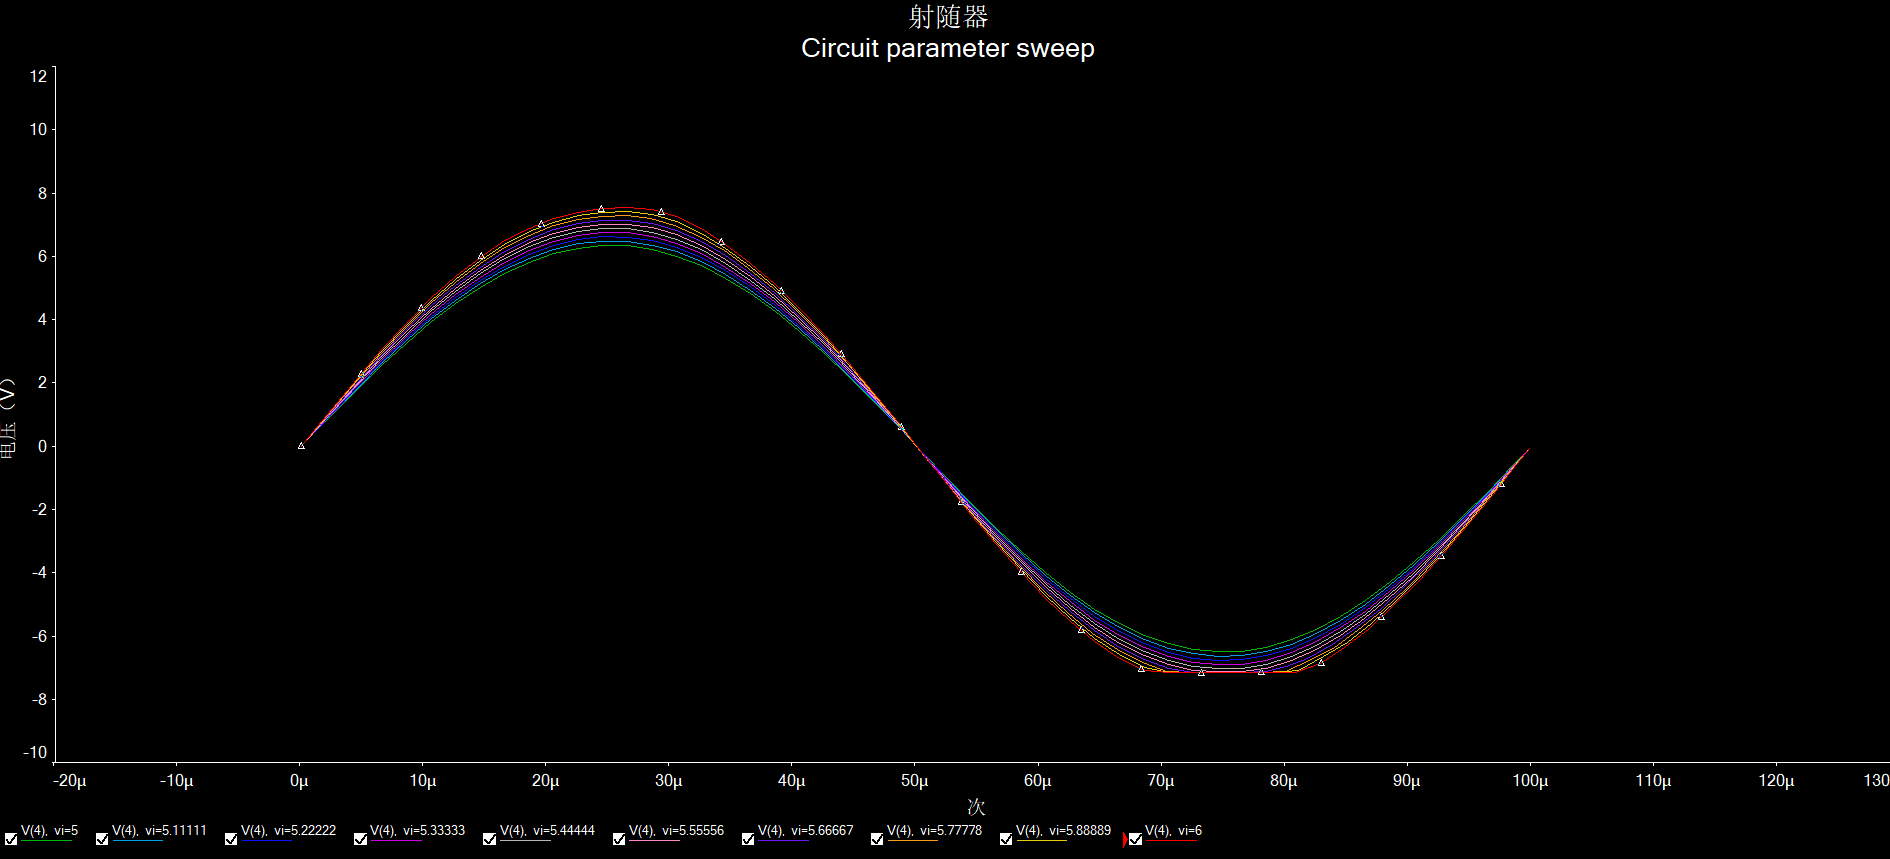 射随器
Circuit parameter sweep
12
10
8
6
4
2
0
-2
-4
-6
-8
-10
电压（V）
-20μ -10μ 0μ 10μ 20μ 30μ 40μ 50μ 60μ 70μ 80μ 90μ 100μ 110μ 120μ 130
次
V(4), vi=5 V(4), vi=5.11111 V(4), vi=5.22222 V(4), vi=5.33333 V(4), vi=5.44444 V(4), vi=5.55556 V(4), vi=5.66667 V(4), vi=5.77778 V(4), vi=5.88889 V(4), vi=6